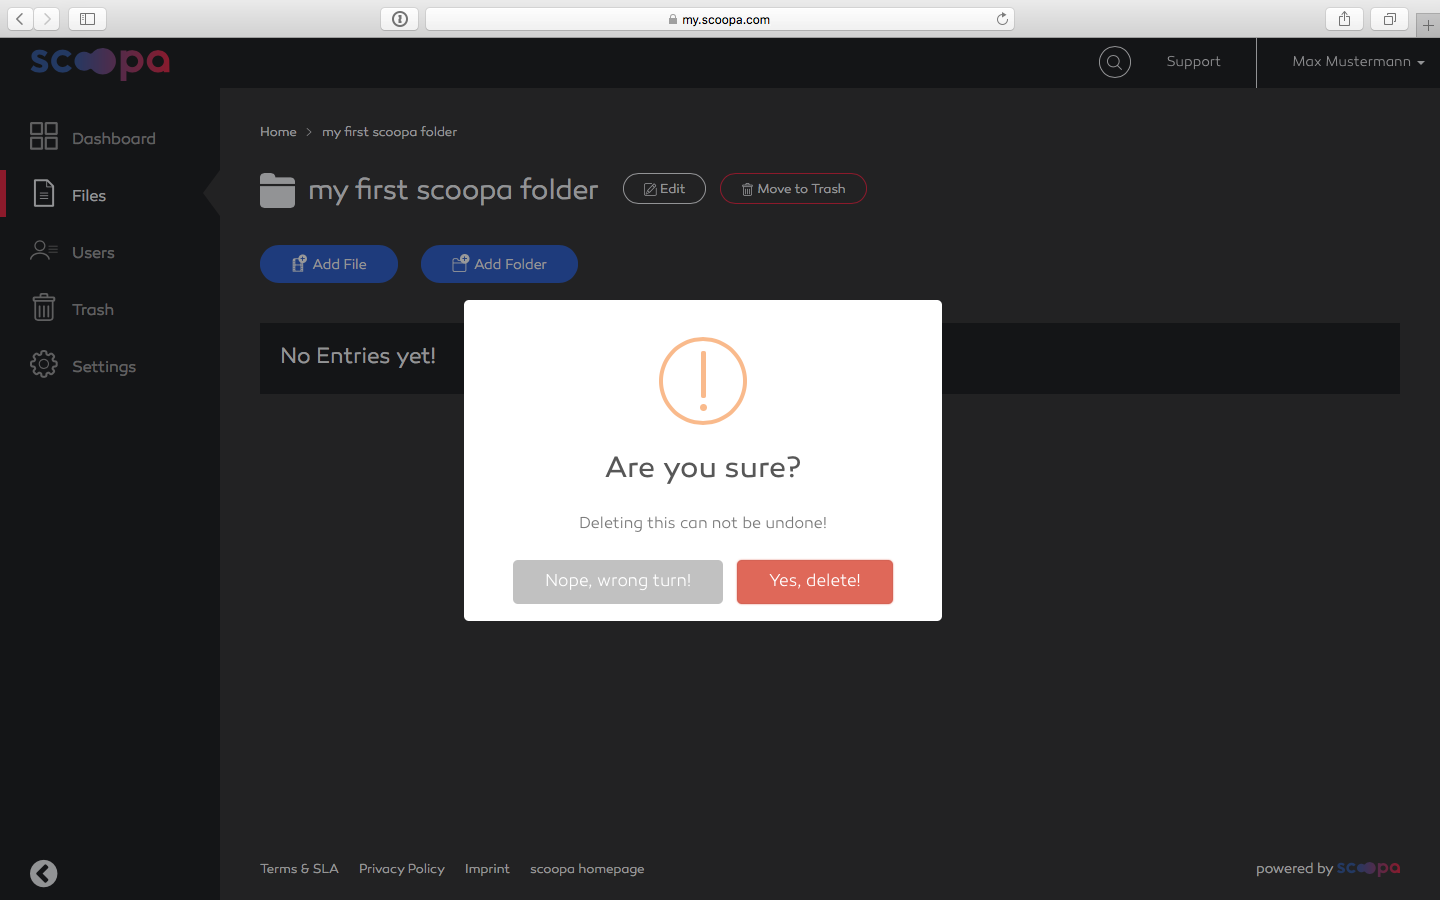 my.scoopa.com
scoopa
Support
Max Mustermann
Dashboard
Files
Users
Trash
Settings
Home > my first scoopa folder
my first scoopa folder
Edit
Move to Trash
Add File
Add Folder
No Entries yet!
Are you sure?
Deleting this can not be undone!
Nope, wrong turn!
Yes, delete!
Terms & SLA
Privacy Policy
Imprint
scoopa homepage
powered by scoopa